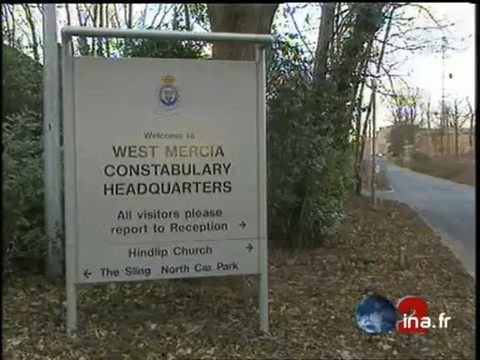 Welcome to
WEST MERCIA
CONSTABULARY
HEADQUARTERS
All visitors please
report to Reception →
Hindlip Church →
← The Sling North Car Park
2
ina.fr